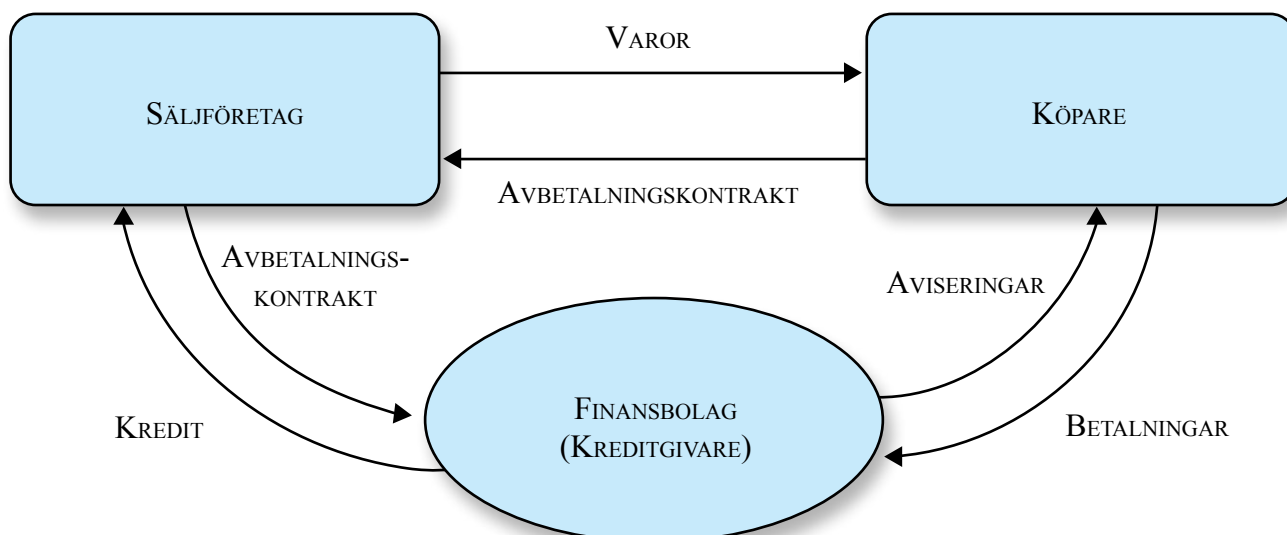 Varor
Säljföretag
Köpare
Avbetalningskontrakt
Avbetalnings-
kontrakt
Aviseringar
Kredit
Finansbolag
(Kreditgivare)
Betalningar